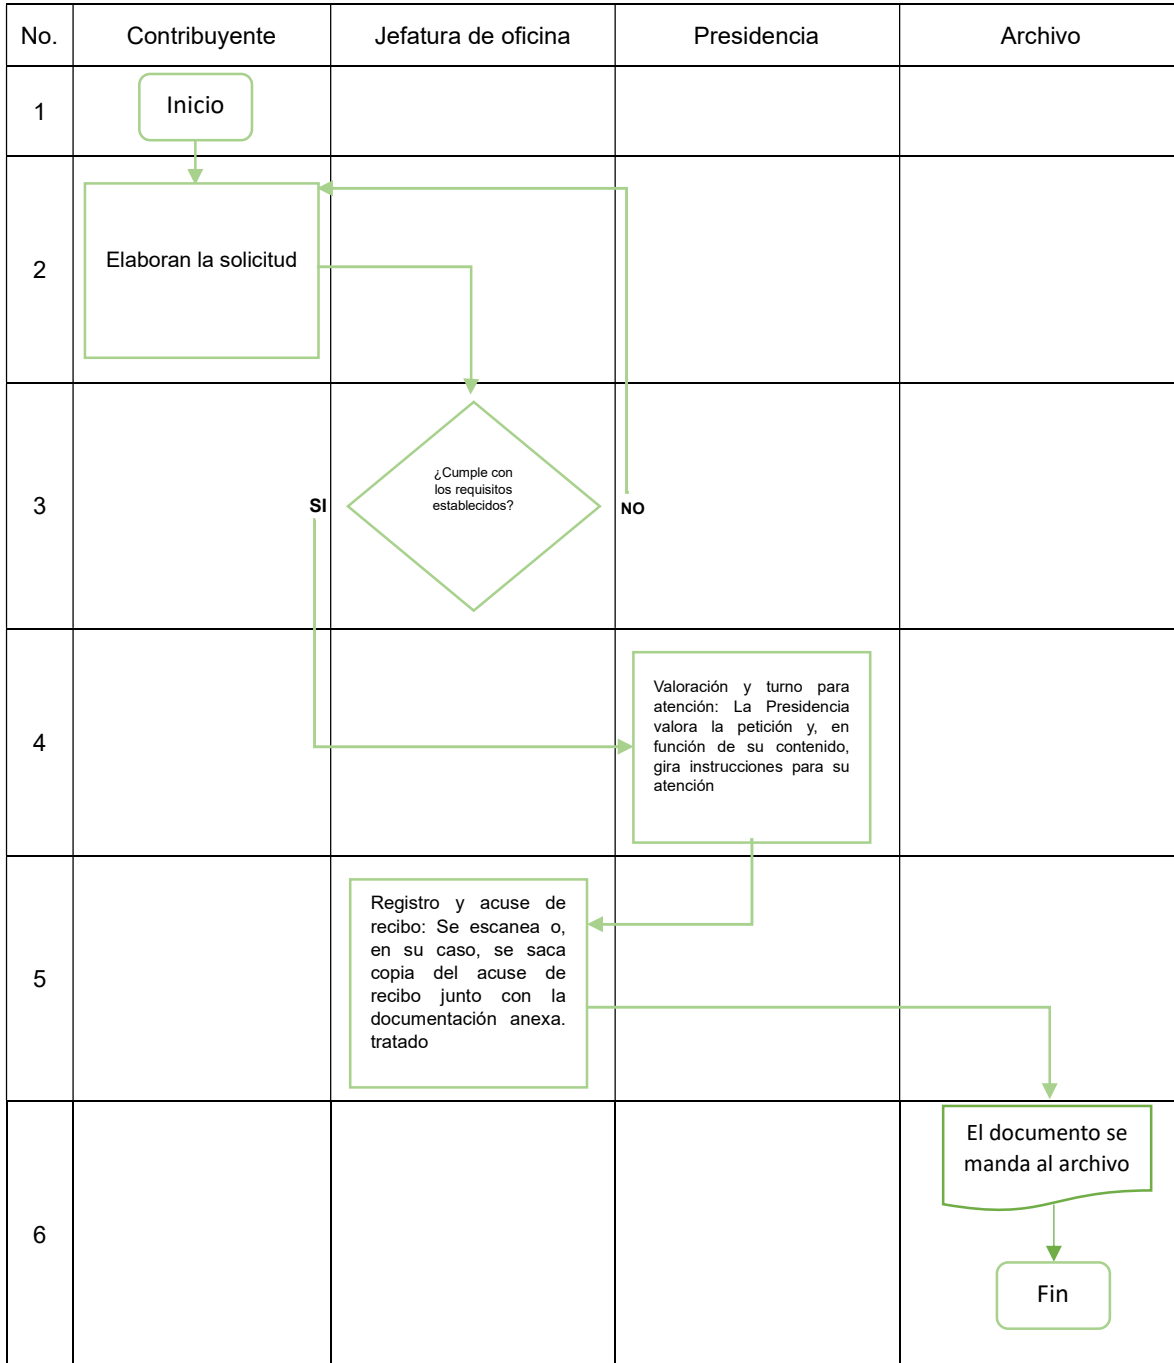 No.
Contribuyente
Jefatura de oficina
Presidencia
Archivo
1
Inicio
2
Elaboran la solicitud
3
SI
¿Cumple con
los requisitos
establecidos?
NO
4
Valoración y turno para
atención: La Presidencia
valora la petición y, en
función de su contenido,
gira instrucciones para su
atención
5
Registro y acuse de
recibo: Se escanea o,
en su caso, se saca
copia del acuse de
recibo junto con la
documentación anexa.
tratado
6
El documento se
manda al archivo
Fin